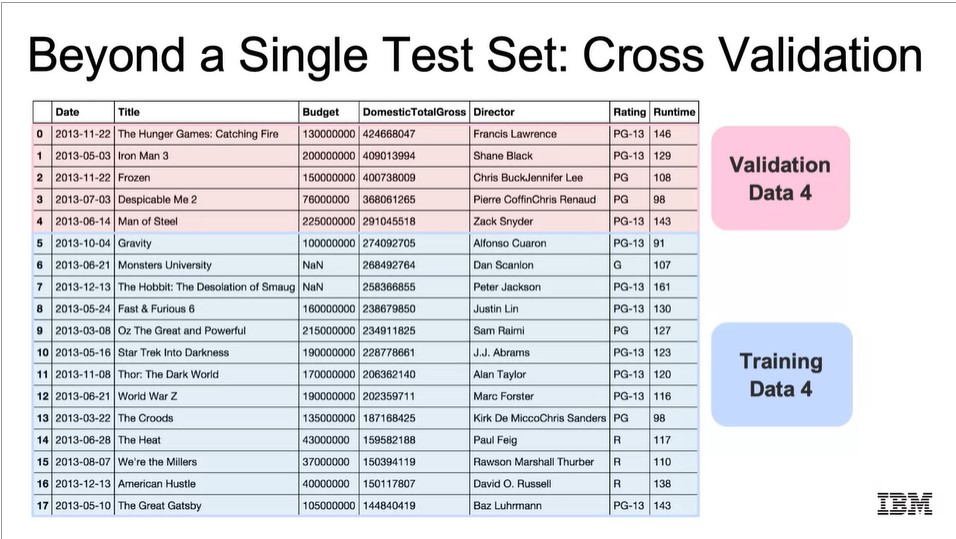 Beyond a Single Test Set: Cross Validation
Date Title Budget DomesticTotalGross Director Rating Runtime
0 2013-11-22 The Hunger Games: Catching Fire 130000000 424668047 Francis Lawrence PG-13 146
1 2013-05-03 Iron Man 3 200000000 409013994 Shane Black PG-13 129
2 2013-11-22 Frozen 150000000 400738009 Chris BuckJennifer Lee PG 108
3 2013-07-03 Despicable Me 2 76000000 368061265 Pierre CoffinChris Renaud PG 98
4 2013-06-14 Man of Steel 225000000 291045518 Zack Snyder PG-13 143
5 2013-10-04 Gravity 100000000 274092705 Alfonso Cuaron PG-13 91
6 2013-06-21 Monsters University NaN 268492764 Dan Scanlon G 107
7 2013-12-13 The Hobbit: The Desolation of Smaug NaN 258366855 Peter Jackson PG-13 161
8 2013-05-24 Fast & Furious 6 160000000 238679850 Justin Lin PG-13 130
9 2013-03-08 Oz The Great and Powerful 215000000 234911825 Sam Raimi PG 127
10 2013-05-16 Star Trek Into Darkness 190000000 228778661 J.J. Abrams PG-13 123
11 2013-11-08 Thor: The Dark World 170000000 206362140 Alan Taylor PG-13 120
12 2013-06-21 World War Z 190000000 202359711 Marc Forster PG-13 116
13 2013-03-22 The Croods 135000000 187168425 Kirk De MiccoChris Sanders PG 98
14 2013-06-28 The Heat 43000000 159582188 Paul Feig R 117
15 2013-08-07 We're the Millers 37000000 150394119 Rawson Marshall Thurber R 110
16 2013-12-13 American Hustle 40000000 150117807 David O. Russell R 138
17 2013-05-10 The Great Gatsby 105000000 144840419 Baz Luhrmann PG-13 143
Validation
Data 4
Training
Data 4
IBM